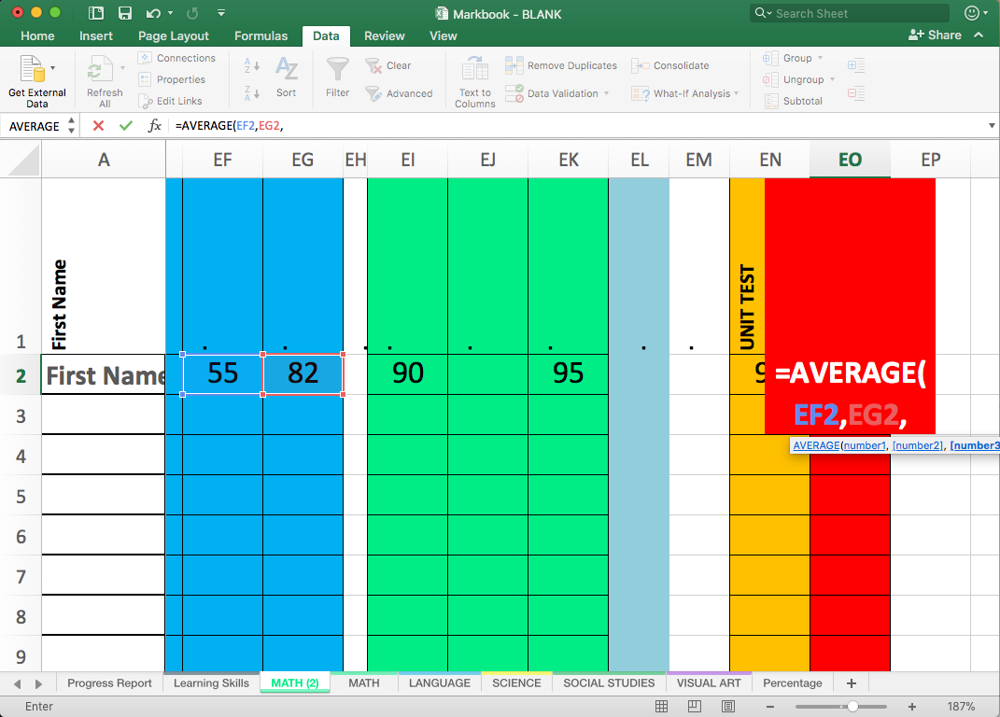 Markbook - BLANK
Search Sheet
Home Insert Page Layout Formulas Data Review View Share
Get External Data
Refresh All
Connections
Properties
Edit Links
A Z
Z A
AZ
Sort
Filter
Clear
Advanced
Text to Columns
Remove Duplicates
Data Validation
Consolidate
What-If Analysis
Group
Ungroup
Subtotal
AVERAGE fx =AVERAGE(EF2,EG2,
A EF EG EH EI EJ EK EL EM EN EO EP
1 First Name . . . . . . . . UNIT TEST
2 First Name 55 82 90 95 9 =AVERAGE(
EF2,EG2,
3
AVERAGE(number1, [number2], [number3
4
5
6
7
8
9
Progress Report Learning Skills MATH (2) MATH LANGUAGE SCIENCE SOCIAL STUDIES VISUAL ART Percentage +
Enter 187%